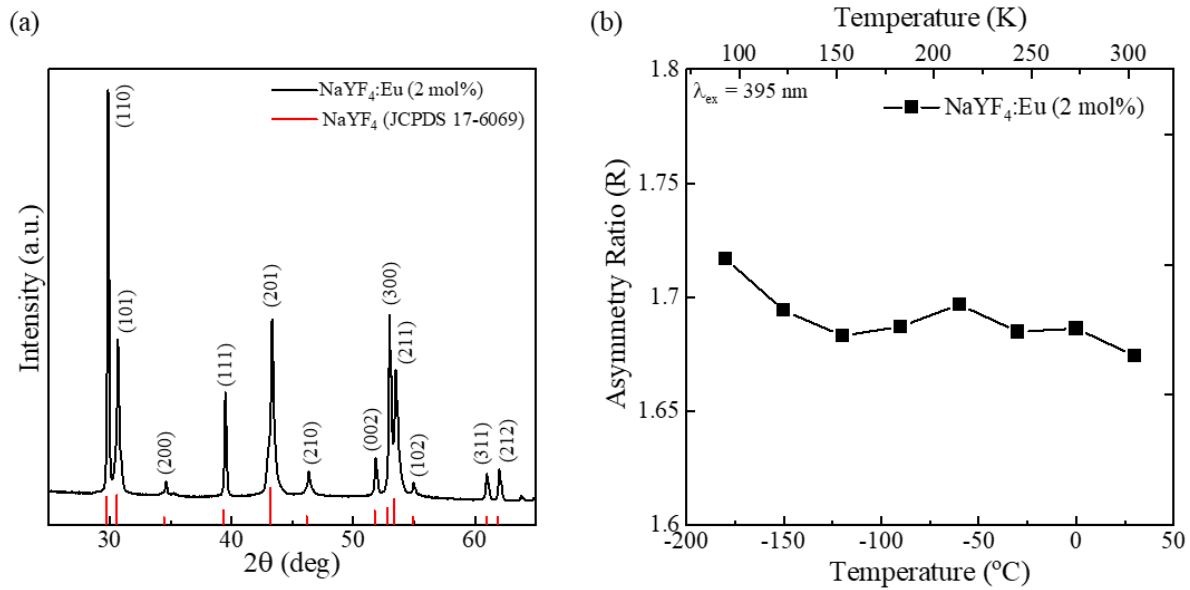 (a)
NaYF₄:Eu (2 mol%)
NaYF₄ (JCPDS 17-6069)
(110)
(101)
(200)
(111)
(201)
(210)
(002)
(300)
(211)
(102)
(311)
(212)
Intensity (a.u.)
30 40 50 60
2θ (deg)
(b)
Temperature (K)
100 150 200 250 300
λₑₓ = 395 nm
NaYF₄:Eu (2 mol%)
Asymmetry Ratio (R)
1.8
1.75
1.7
1.65
1.6
-200 -150 -100 -50 0 50
Temperature (°C)